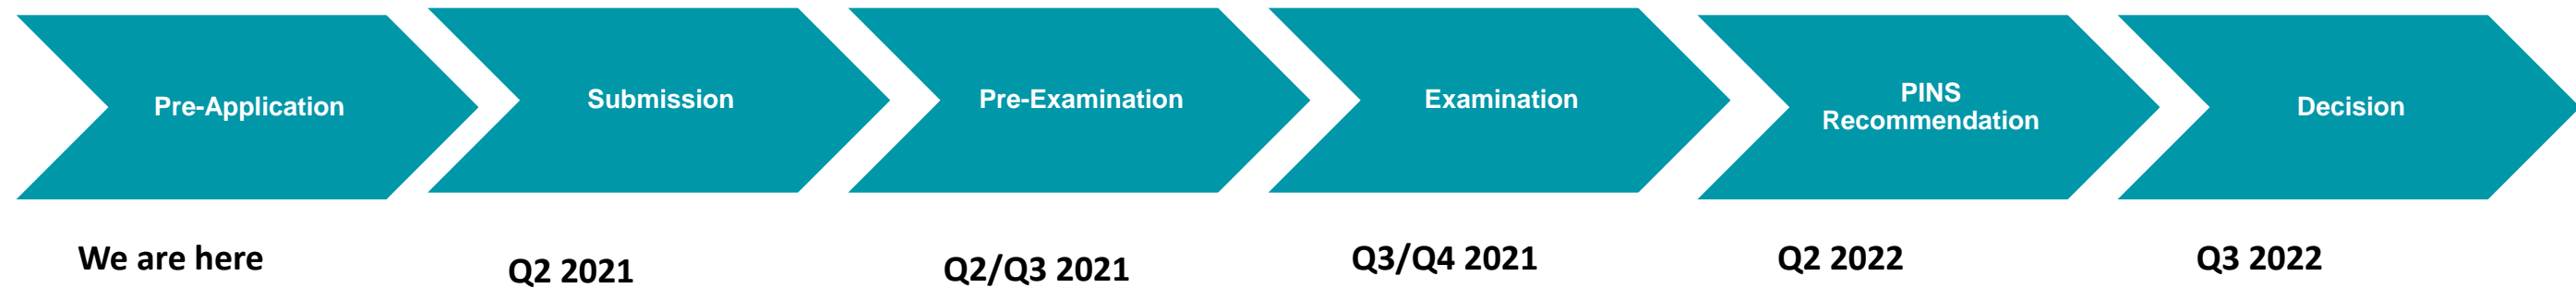 Pre-Application
Submission
Pre-Examination
Examination
PINS
Recommendation
Decision
We are here
Q2 2021
Q2/Q3 2021
Q3/Q4 2021
Q2 2022
Q3 2022